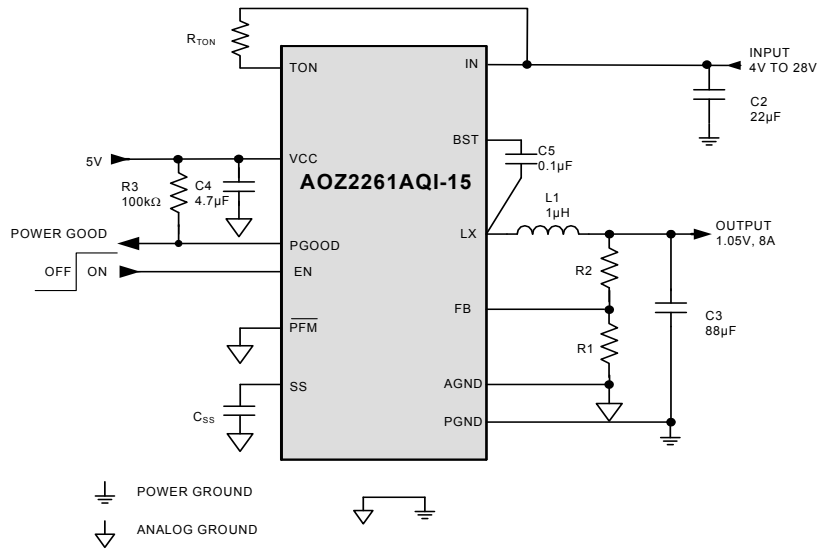 R_TON
TON
IN
INPUT
4V TO 28V
C2
22µF
BST
C5
0.1µF
5V
VCC
AOZ2261AQI-15
R3
100kΩ
C4
4.7µF
L1
1µH
LX
OUTPUT
1.05V, 8A
POWER GOOD
PGOOD
R2
OFF
ON
EN
FB
C3
88µF
PFM
R1
SS
AGND
C_SS
PGND
POWER GROUND
ANALOG GROUND